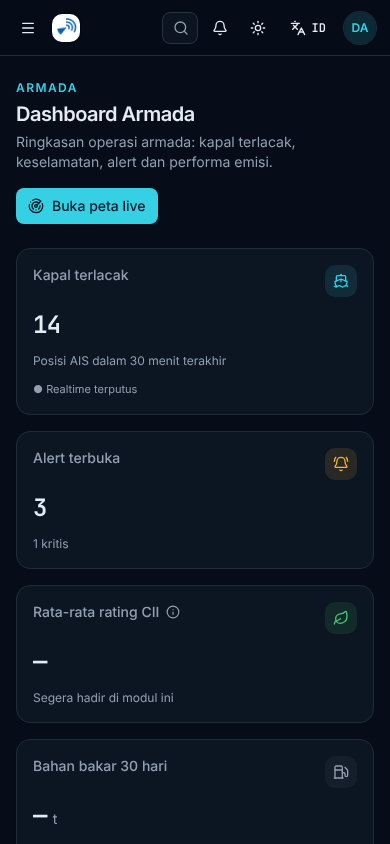 ID
DA
ARMADA
Dashboard Armada
Ringkasan operasi armada: kapal terlacak,
keselamatan, alert dan performa emisi.
Buka peta live
Kapal terlacak
14
Posisi AIS dalam 30 menit terakhir
Realtime terputus
Alert terbuka
3
1 kritis
Rata-rata rating CII
—
Segera hadir di modul ini
Bahan bakar 30 hari
— t